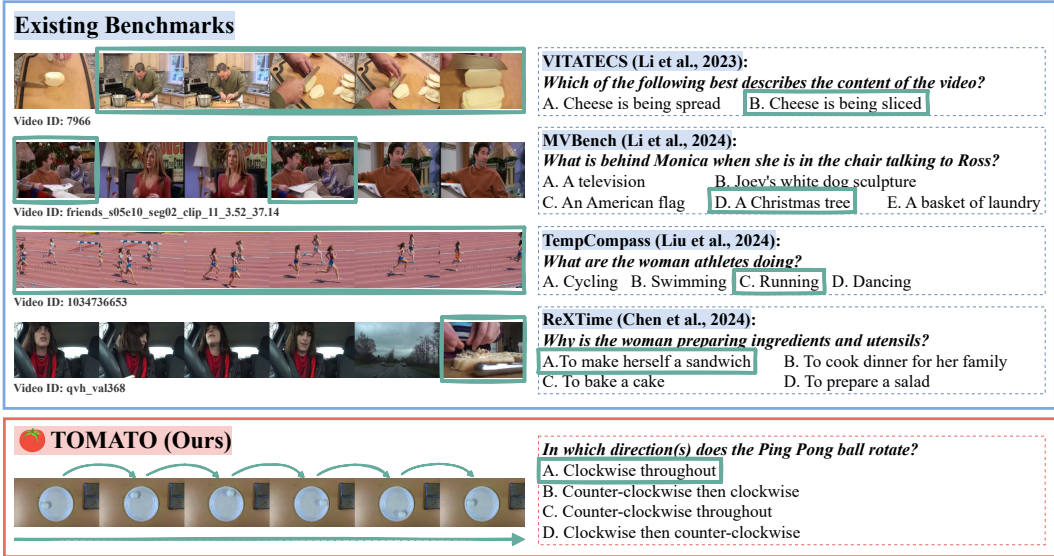 Existing Benchmarks
Video ID: 7966
VITATECS (Li et al., 2023):
Which of the following best describes the content of the video?
A. Cheese is being spread B. Cheese is being sliced
Video ID: friends_s05e10_seg02_clip_11_3.52_37.14
MVBench (Li et al., 2024):
What is behind Monica when she is in the chair talking to Ross?
A. A television B. Joey's white dog sculpture
C. An American flag D. A Christmas tree E. A basket of laundry
Video ID: 1034736653
TempCompass (Liu et al., 2024):
What are the woman athletes doing?
A. Cycling B. Swimming C. Running D. Dancing
Video ID: qvh_val368
ReXTime (Chen et al., 2024):
Why is the woman preparing ingredients and utensils?
A.To make herself a sandwich B. To cook dinner for her family
C. To bake a cake D. To prepare a salad
TOMATO (Ours)
In which direction(s) does the Ping Pong ball rotate?
A. Clockwise throughout
B. Counter-clockwise then clockwise
C. Counter-clockwise throughout
D. Clockwise then counter-clockwise